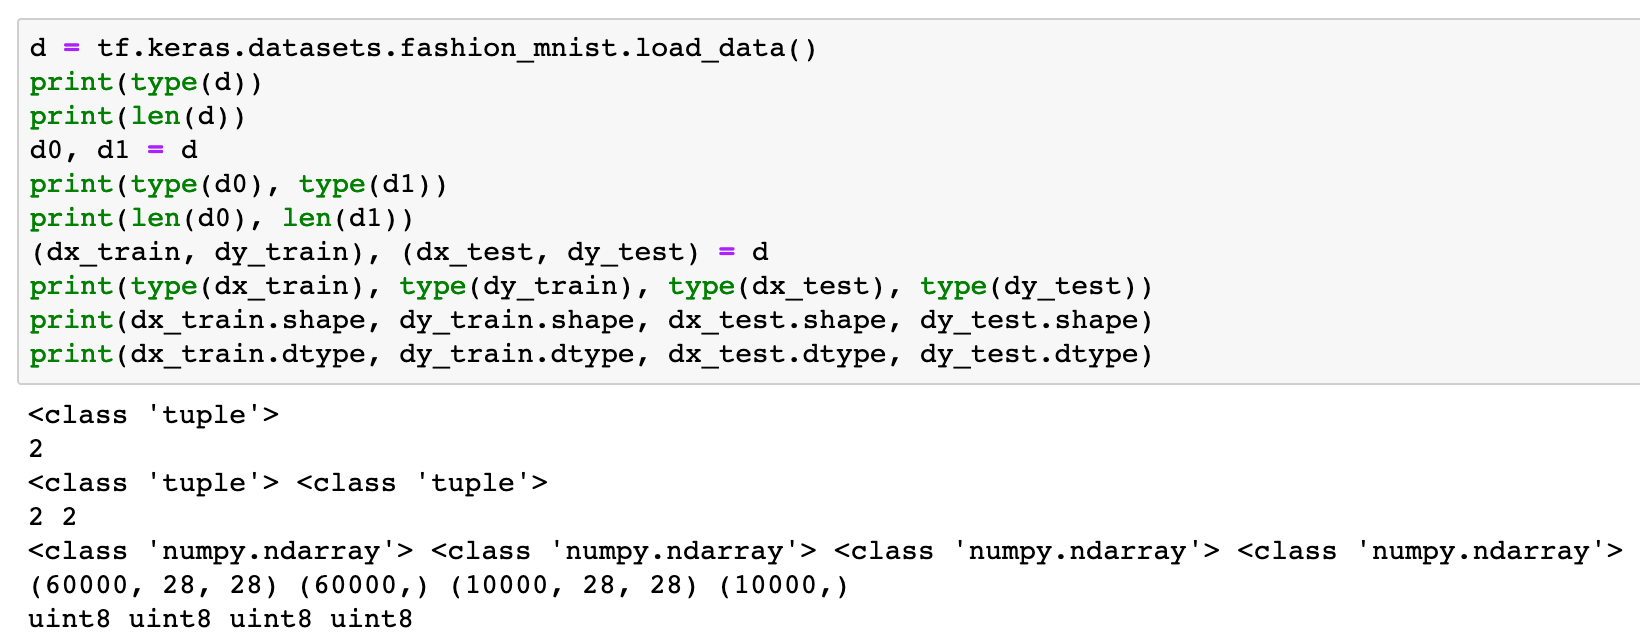 d = tf.keras.datasets.fashion_mnist.load_data()
print(type(d))
print(len(d))
d0, d1 = d
print(type(d0), type(d1))
print(len(d0), len(d1))
(dx_train, dy_train), (dx_test, dy_test) = d
print(type(dx_train), type(dy_train), type(dx_test), type(dy_test))
print(dx_train.shape, dy_train.shape, dx_test.shape, dy_test.shape)
print(dx_train.dtype, dy_train.dtype, dx_test.dtype, dy_test.dtype)
<class 'tuple'>
2
<class 'tuple'> <class 'tuple'>
2 2
<class 'numpy.ndarray'> <class 'numpy.ndarray'> <class 'numpy.ndarray'> <class 'numpy.ndarray'>
(60000, 28, 28) (60000,) (10000, 28, 28) (10000,)
uint8 uint8 uint8 uint8